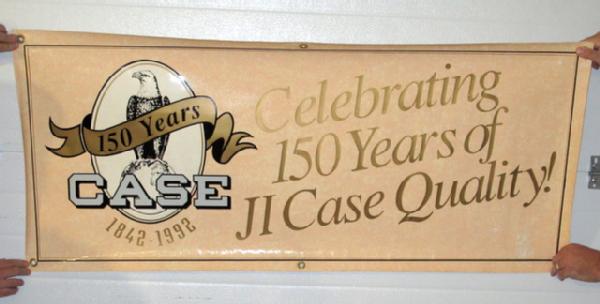 150 Years
CASE
1842-1992
Celebrating
150 Years of
JI Case Quality!